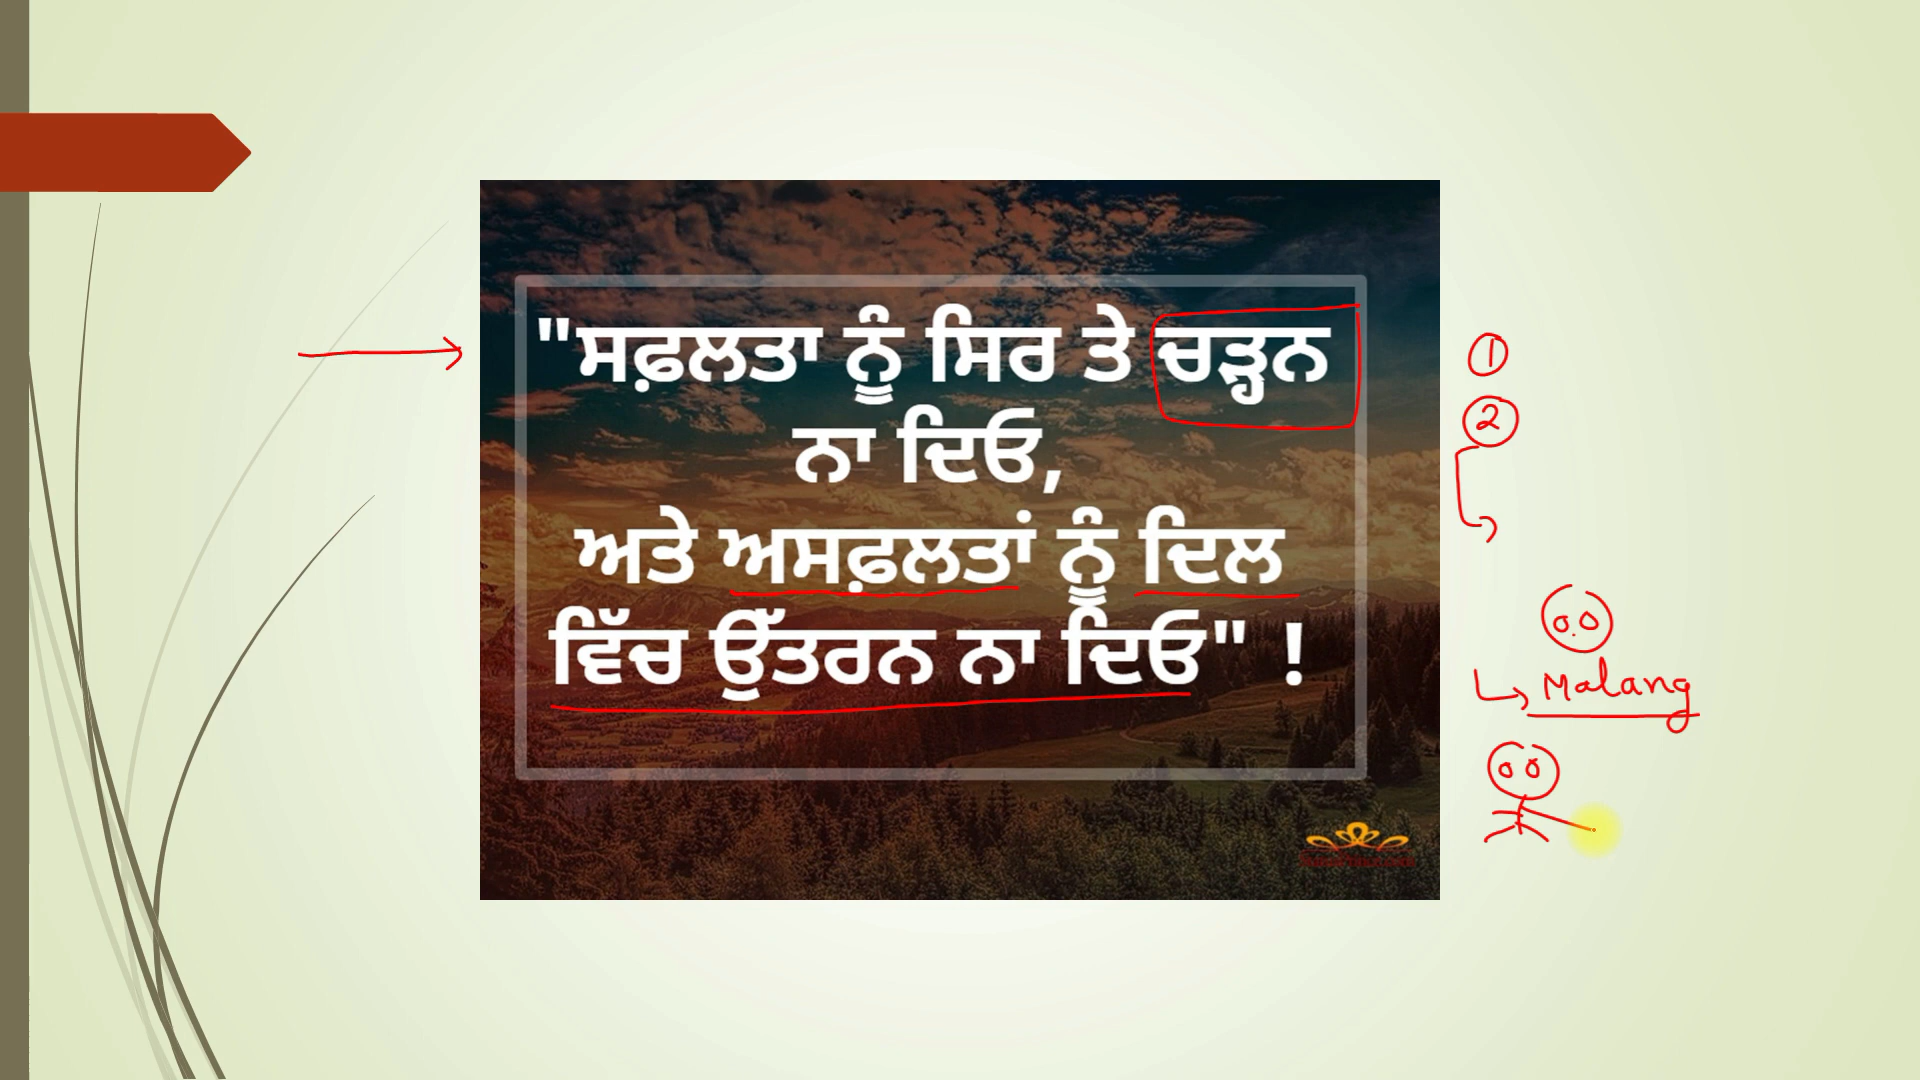 "ਸਫ਼ਲਤਾ ਨੂੰ ਸਿਰ ਤੇ ਚੜ੍ਹਨ
ਨਾ ਦਿਓ,
ਅਤੇ ਅਸਫ਼ਲਤਾਂ ਨੂੰ ਦਿਲ
ਵਿੱਚ ਉੱਤਰਨ ਨਾ ਦਿਓ" !
1
2
Malang